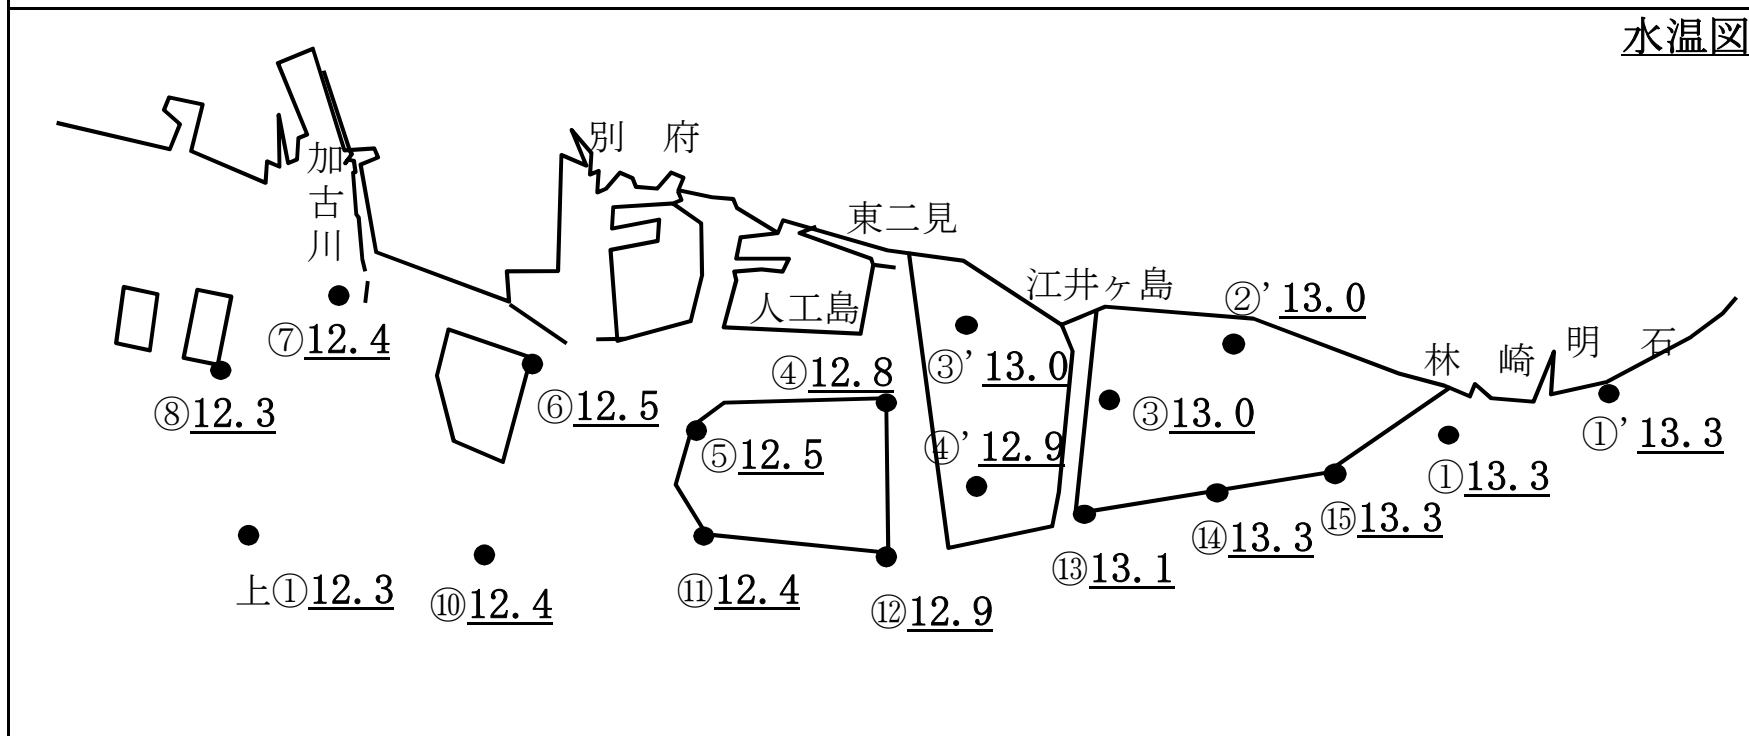 水温図
別　府
加古川
東二見
江井ヶ島
②’13.0
人工島
⑦12.4
④12.8
③’13.0
林　崎
明　石
⑧12.3
⑥12.5
③13.0
①’13.3
⑤12.5
④’12.9
①13.3
⑭13.3
⑮13.3
上①12.3
⑩12.4
⑪12.4
⑫12.9
⑬13.1